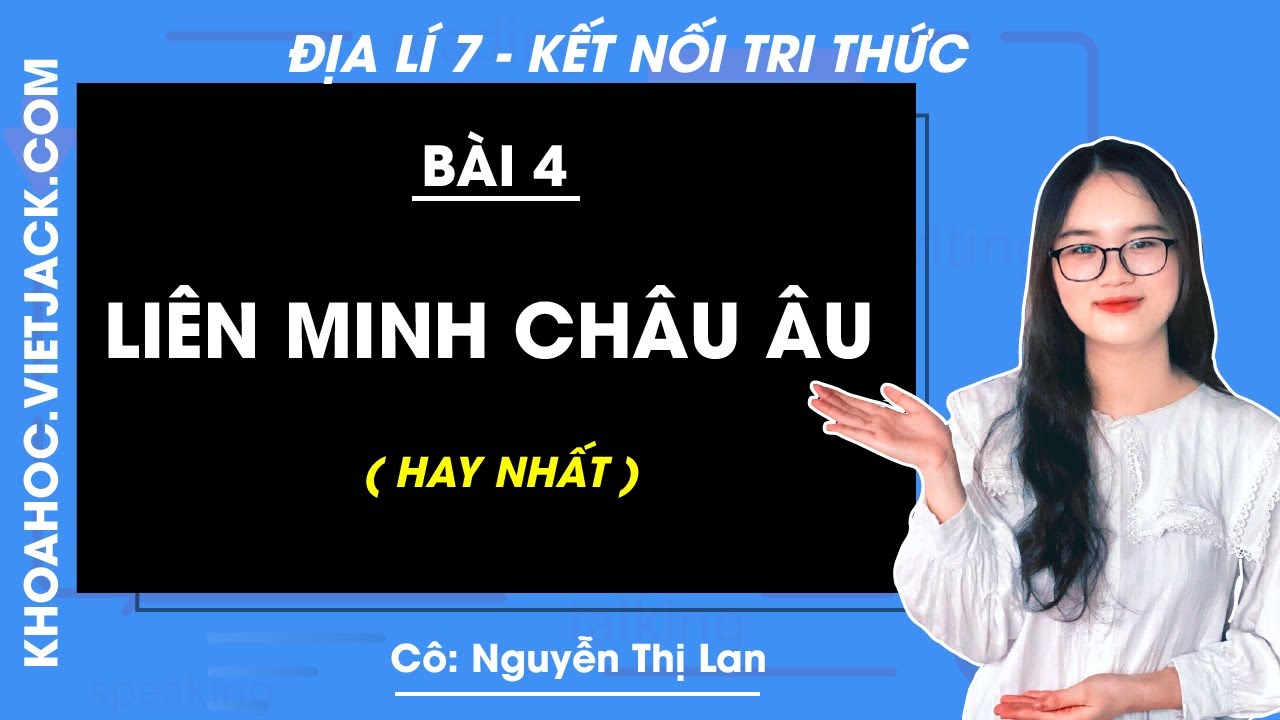 ĐỊA LÍ 7 - KẾT NỐI TRI THỨC
KHOAHOC.VIETJACK.COM
BÀI 4
LIÊN MINH CHÂU ÂU
( HAY NHẤT )
Cô: Nguyễn Thị Lan
talking
speaking